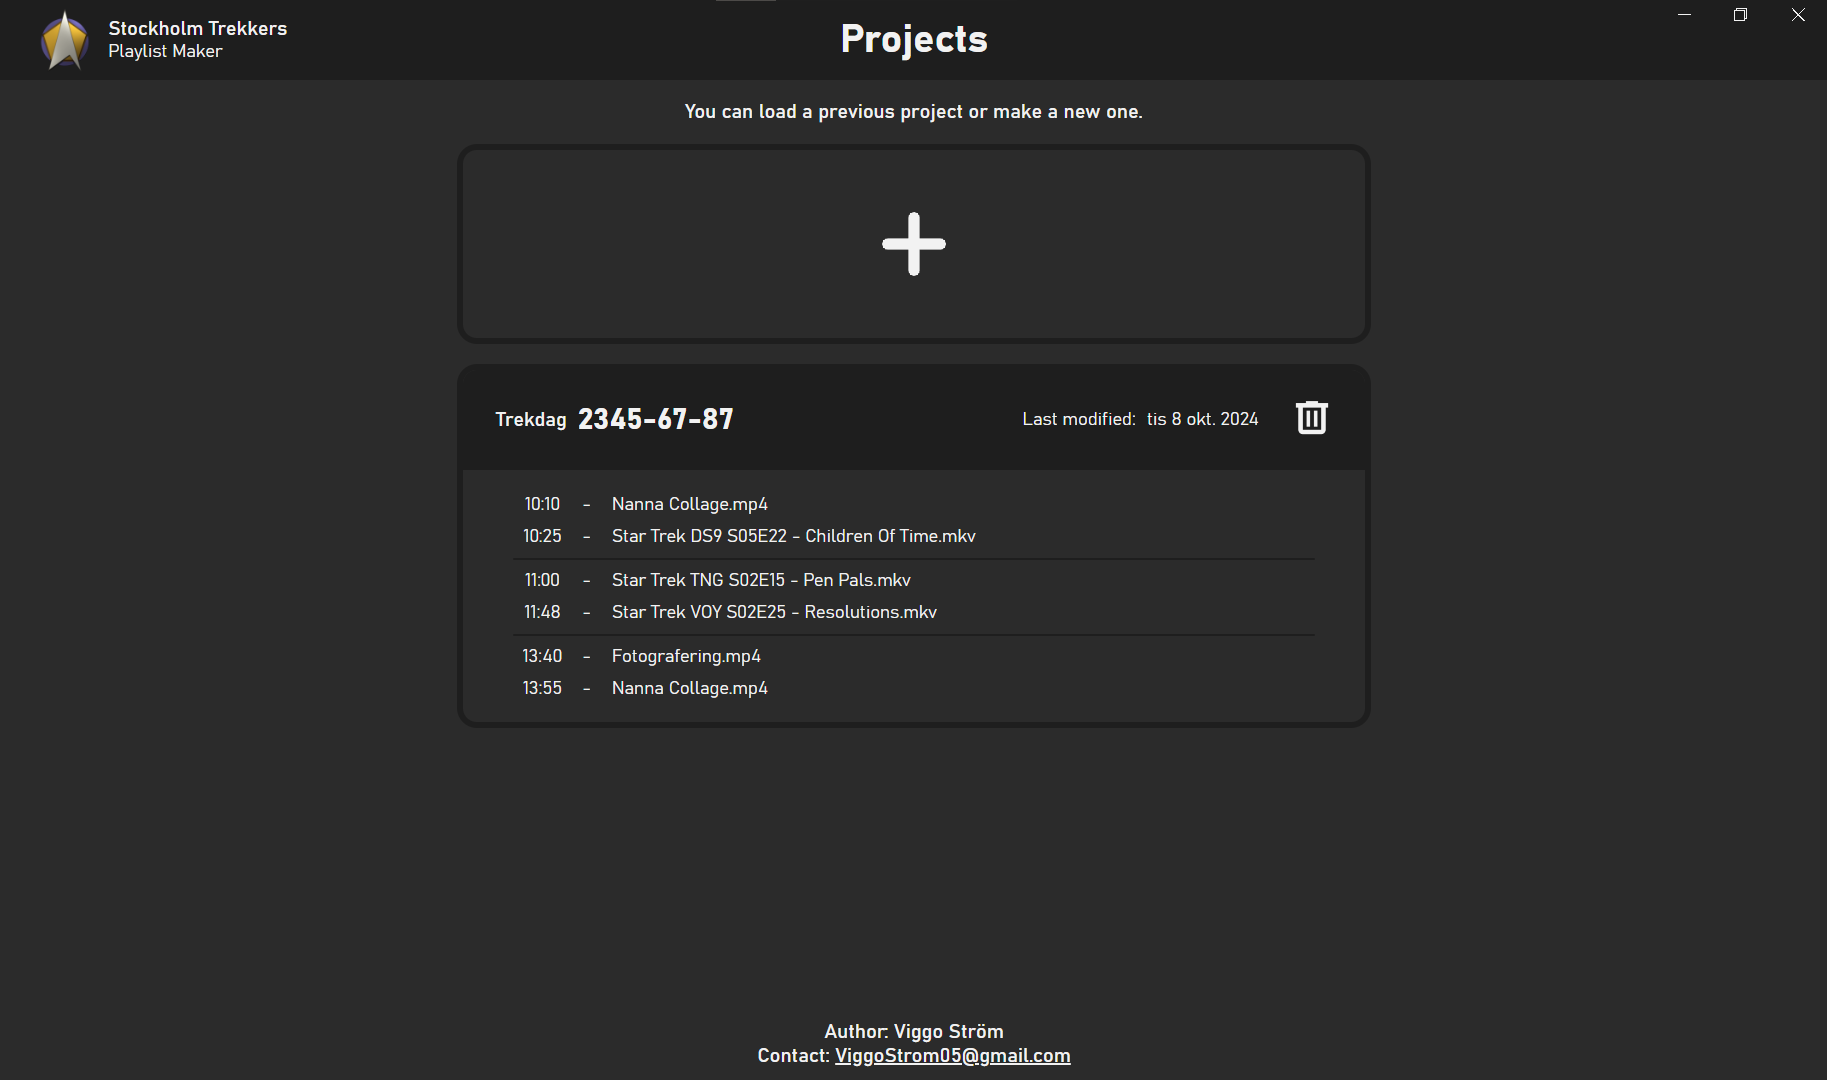 Stockholm Trekkers
Playlist Maker
Projects
You can load a previous project or make a new one.
Trekdag 2345-67-87
Last modified: tis 8 okt. 2024
10:10 - Nanna Collage.mp4
10:25 - Star Trek DS9 S05E22 - Children Of Time.mkv
11:00 - Star Trek TNG S02E15 - Pen Pals.mkv
11:48 - Star Trek VOY S02E25 - Resolutions.mkv
13:40 - Fotografering.mp4
13:55 - Nanna Collage.mp4
Author: Viggo Ström
Contact: ViggoStrom05@gmail.com